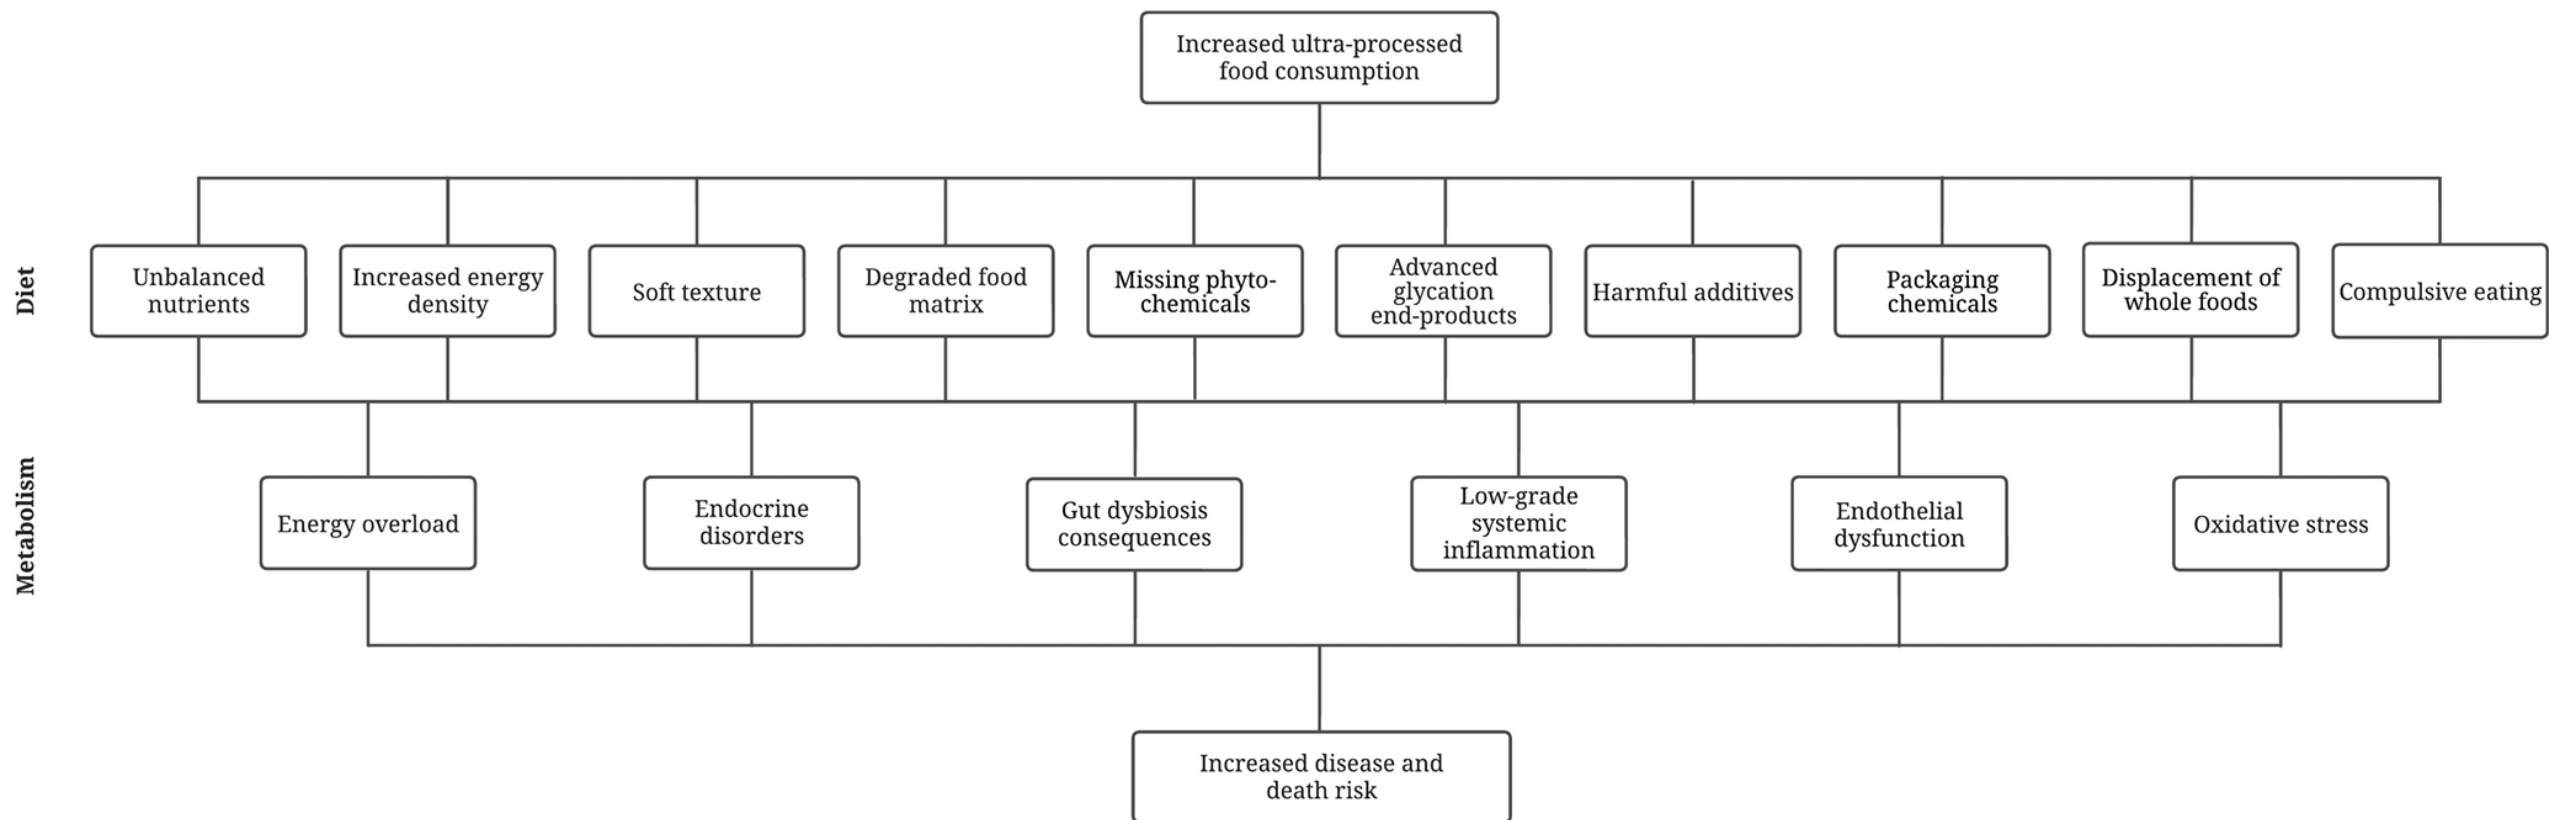 Increased ultra-processed
food consumption
Diet
Unbalanced
nutrients
Increased energy
density
Soft texture
Degraded food
matrix
Missing phyto-
chemicals
Advanced
glycation
end-products
Harmful additives
Packaging
chemicals
Displacement of
whole foods
Compulsive eating
Metabolism
Energy overload
Endocrine
disorders
Gut dysbiosis
consequences
Low-grade
systemic
inflammation
Endothelial
dysfunction
Oxidative stress
Increased disease and
death risk